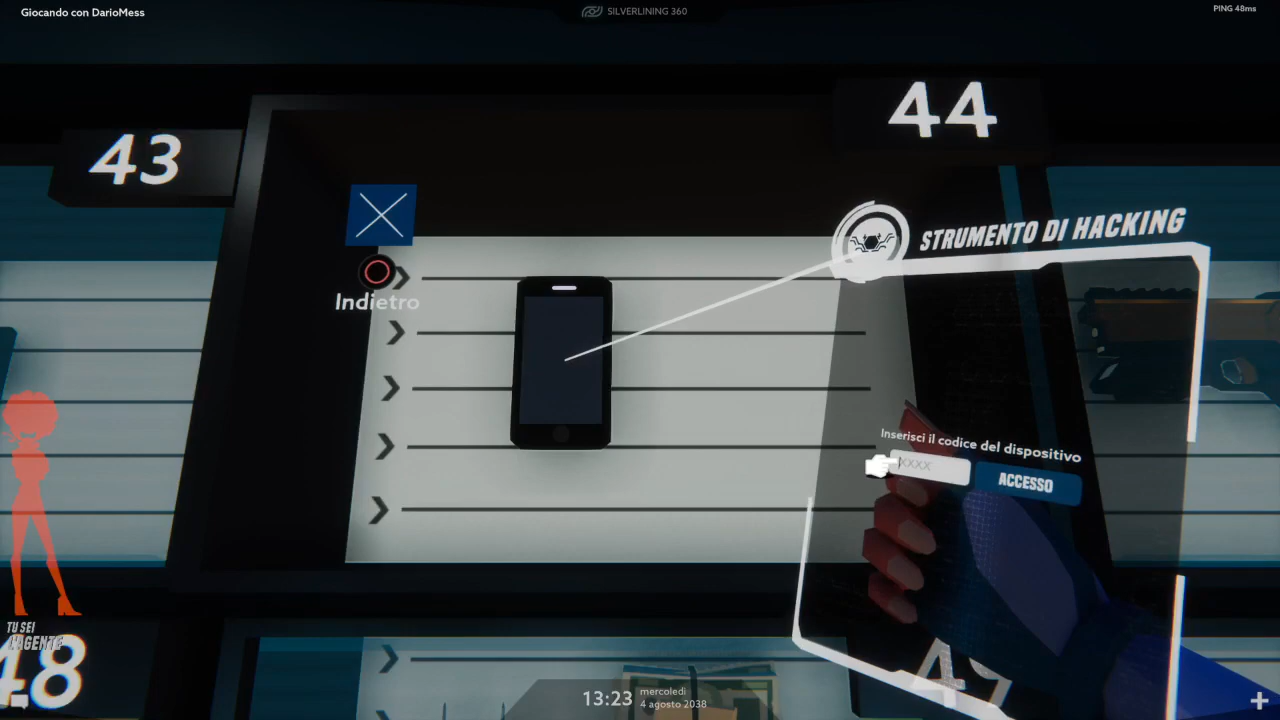 Giocando con DarioMess
SILVERLINING 360
PING 48ms
43
44
STRUMENTO DI HACKING
Indietro
Inserisci il codice del dispositivo
XXXX
ACCESSO
TU SEI
L'AGENTE
48
49
13:23
mercoledì
4 agosto 2038